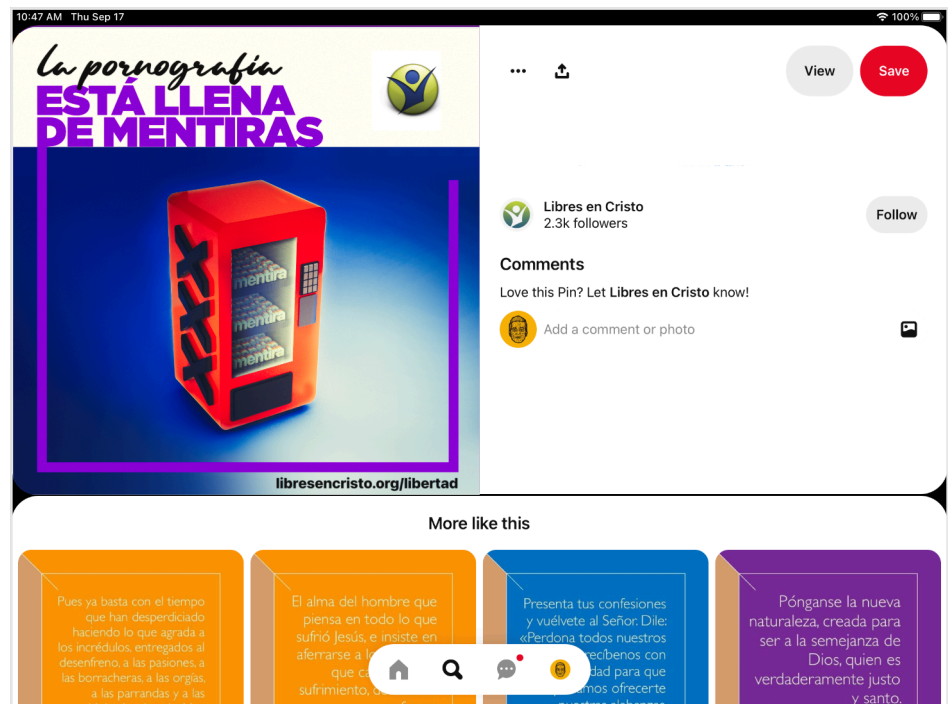 10:47 AM Thu Sep 17
100%
la pornografía
ESTÁ LLENA
DE MENTIRAS
XXX
mentira
mentira
mentira
libresencristo.org/libertad
View
Save
Libres en Cristo
2.3k followers
Follow
Comments
Love this Pin? Let Libres en Cristo know!
Add a comment or photo
More like this
Pues ya basta con el tiempo
que han desperdiciado
haciendo lo que agrada a
los incrédulos, entregados al
desenfreno, a las pasiones, a
las borracheras, a las orgías,
a las parrandas y a las
El alma del hombre que
piensa en todo lo que
sufrió Jesús, e insiste en
aferrarse a
que
sufrimiento,
Presenta tus confesiones
y vuélvete al Señor. Dile:
«Perdona todos nuestros
recíbenos con
dad para que
mos ofrecerte
Pónganse la nueva
naturaleza, creada para
ser a la semejanza de
Dios, quien es
verdaderamente justo
y santo.